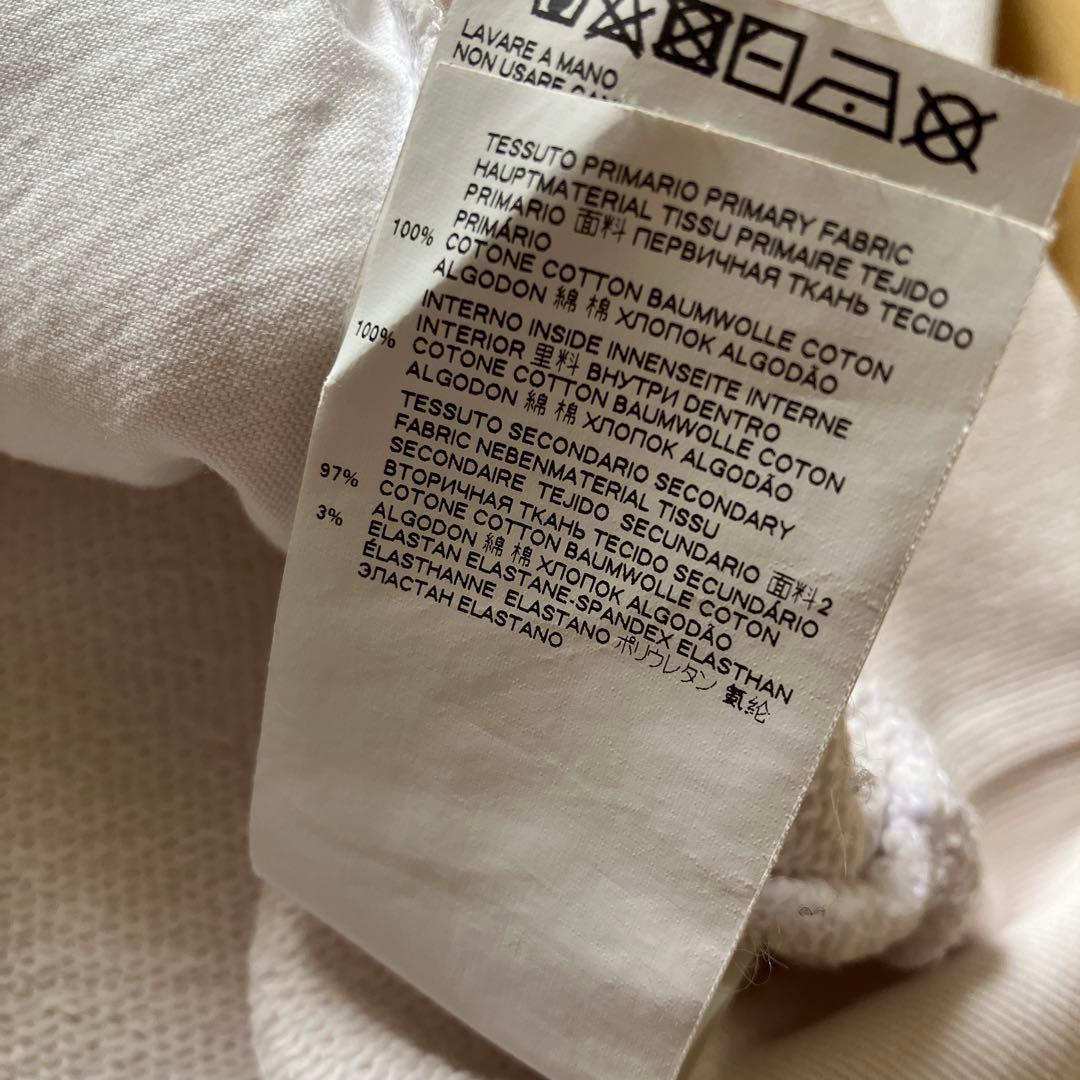 LAVARE A MANO
NON USARE
TESSUTO PRIMARIO PRIMARY FABRIC
HAUPTMATERIAL TISSU PRIMAIRE TEJIDO
PRIMARIO 面料 ПЕРВИЧНАЯ ТКАНЬ TECIDO
PRIMÁRIO
100% COTONE COTTON BAUMWOLLE COTON
ALGODON 綿 棉 ХЛОПОК ALGODÃO
INTERNO INSIDE INNENSEITE INTERNE
INTERIOR 里料 ВНУТРИ DENTRO
100% COTONE COTTON BAUMWOLLE COTON
ALGODON 綿 棉 ХЛОПОК ALGODÃO
TESSUTO SECONDARIO SECONDARY
FABRIC NEBENMATERIAL TISSU
SECONDAIRE TEJIDO SECUNDARIO 面料2
ВТОРИЧНАЯ ТКАНЬ TECIDO SECUNDÁRIO
97% COTONE COTTON BAUMWOLLE COTON
ALGODON 綿 棉 ХЛОПОК ALGODÃO
3% ELASTAN ELASTANE-SPANDEX ELASTHAN
ÉLASTHANNE ELASTANO ポリウレタン 氨纶
ЭЛАСТАН ELASTANO